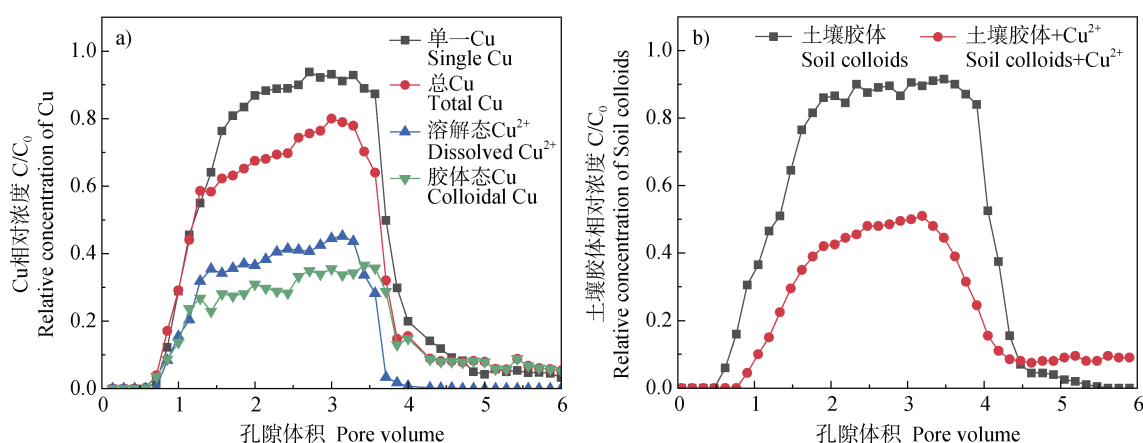 a)
单一Cu
Single Cu
总Cu
Total Cu
溶解态Cu²⁺
Dissolved Cu²⁺
胶体态Cu
Colloidal Cu
Cu相对浓度 C/C₀
Relative concentration of Cu
1.0
0.8
0.6
0.4
0.2
0.0
0 1 2 3 4 5 6
孔隙体积 Pore volume
b)
土壤胶体
Soil colloids
土壤胶体+Cu²⁺
Soil colloids+Cu²⁺
土壤胶体相对浓度 C/C₀
Relative concentration of Soil colloids
1.0
0.8
0.6
0.4
0.2
0.0
0 1 2 3 4 5 6
孔隙体积 Pore volume